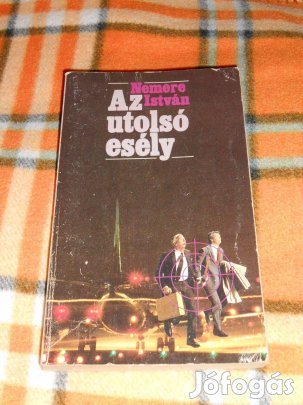 Nemere
Az István
utolsó
esély
Jófogás